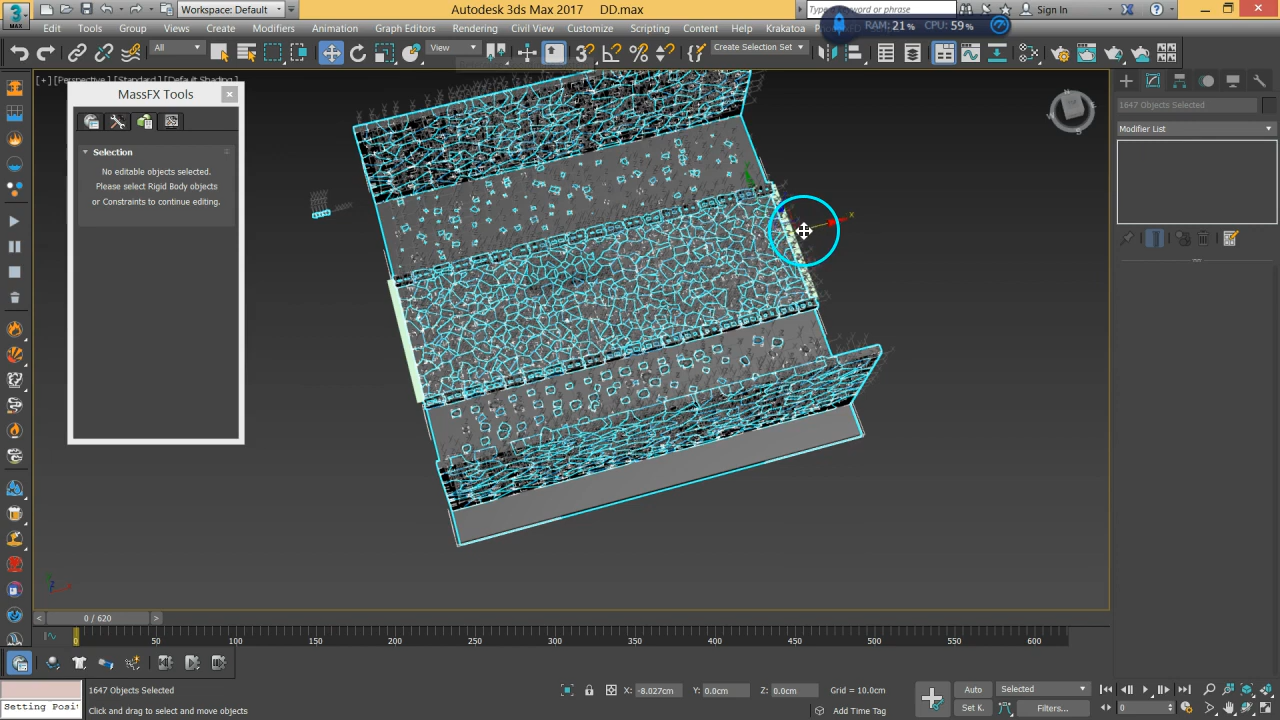 3
MAX
Workspace: Default
Autodesk 3ds Max 2017 DD.max
Type a keyword or phrase
Sign In
RAM: 21% CPU: 59%
Edit Tools Group Views Create Modifiers Animation Graph Editors Rendering Civil View Customize Scripting Content Help Krakatoa
All
View
Create Selection Set
[+] [Perspective] [Standard] [Default Shading]
MassFX Tools
Selection
No editable objects selected.
Please select Rigid Body objects
or Constraints to continue editing.
x
1647 Objects Selected
Modifier List
< 0 / 620 >
0 50 100 150 200 250 300 350 400 450 500 550 600
1647 Objects Selected
X: -8.027cm Y: 0.0cm Z: 0.0cm Grid = 10.0cm
Auto Selected
Setting Posit
Click and drag to select and move objects
Add Time Tag
Set K. Filters...
0